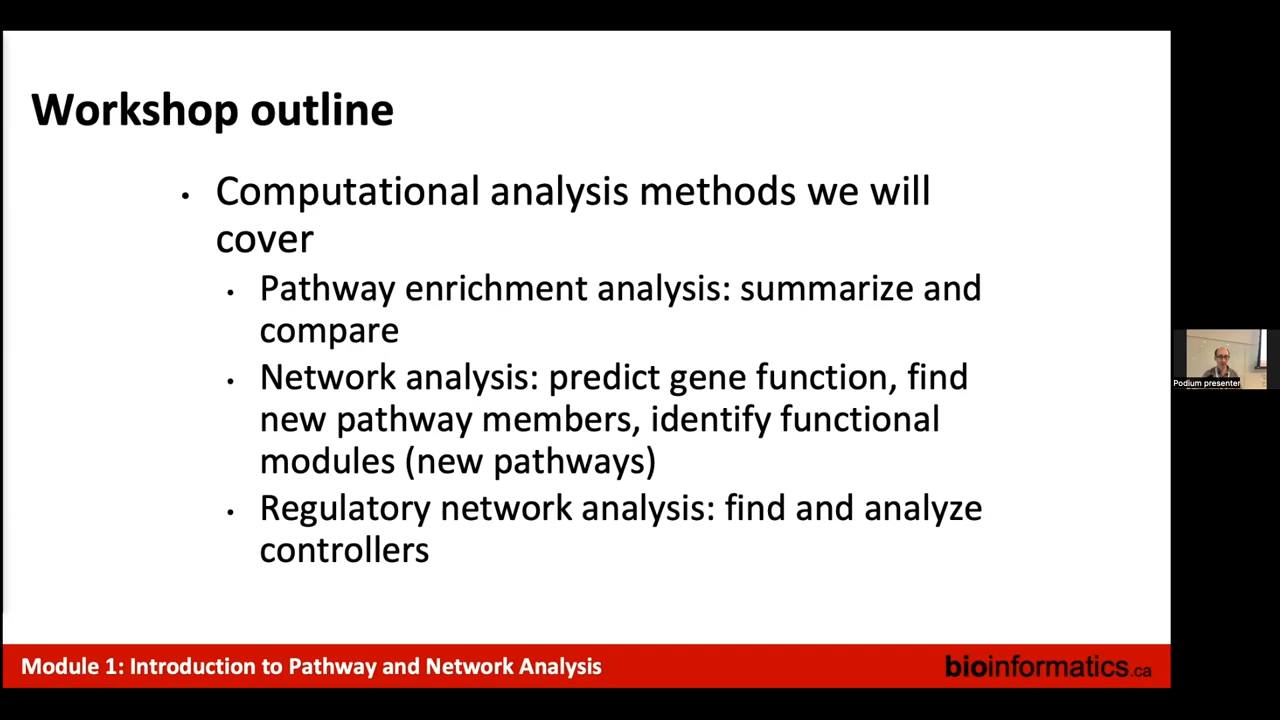 Workshop outline
• Computational analysis methods we will
cover
• Pathway enrichment analysis: summarize and
compare
• Network analysis: predict gene function, find
new pathway members, identify functional
modules (new pathways)
• Regulatory network analysis: find and analyze
controllers
Podium presenter
Module 1: Introduction to Pathway and Network Analysis
bioinformatics.ca